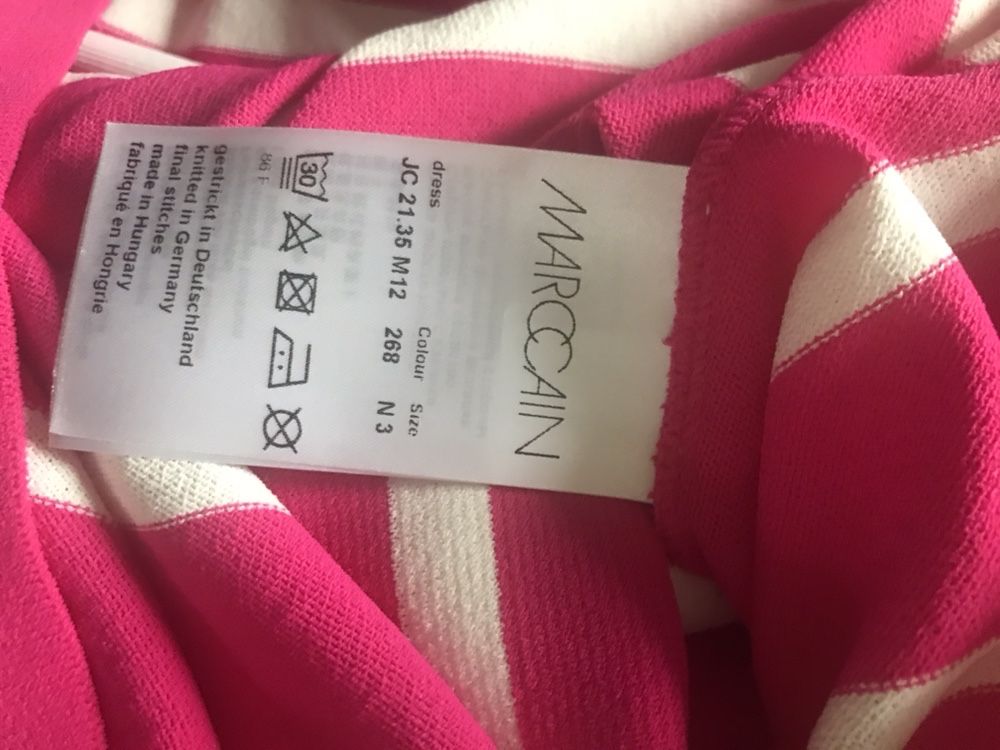 MARCCAIN
dress Colour Size
JC 21.35 M12 268 N 3
30
gestrickt in Deutschland
knitted in Germany
final stitches
made in Hungary
fabriqué en Hongrie